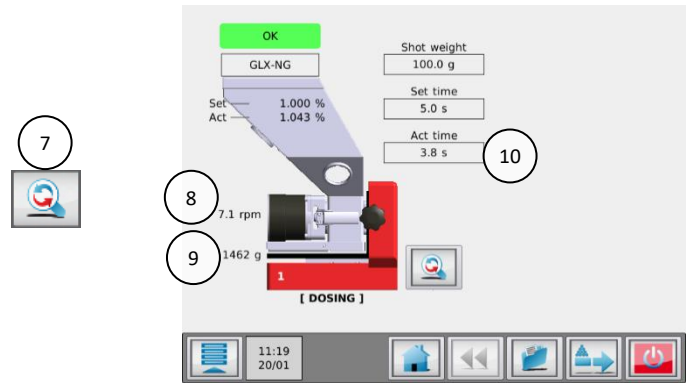 7
OK
GLX-NG
Set 1.000 %
Act 1.043 %
Shot weight
100.0 g
Set time
5.0 s
Act time
3.8 s
10
8
7.1 rpm
9
1462 g
1
[ DOSING ]
11:19
20/01